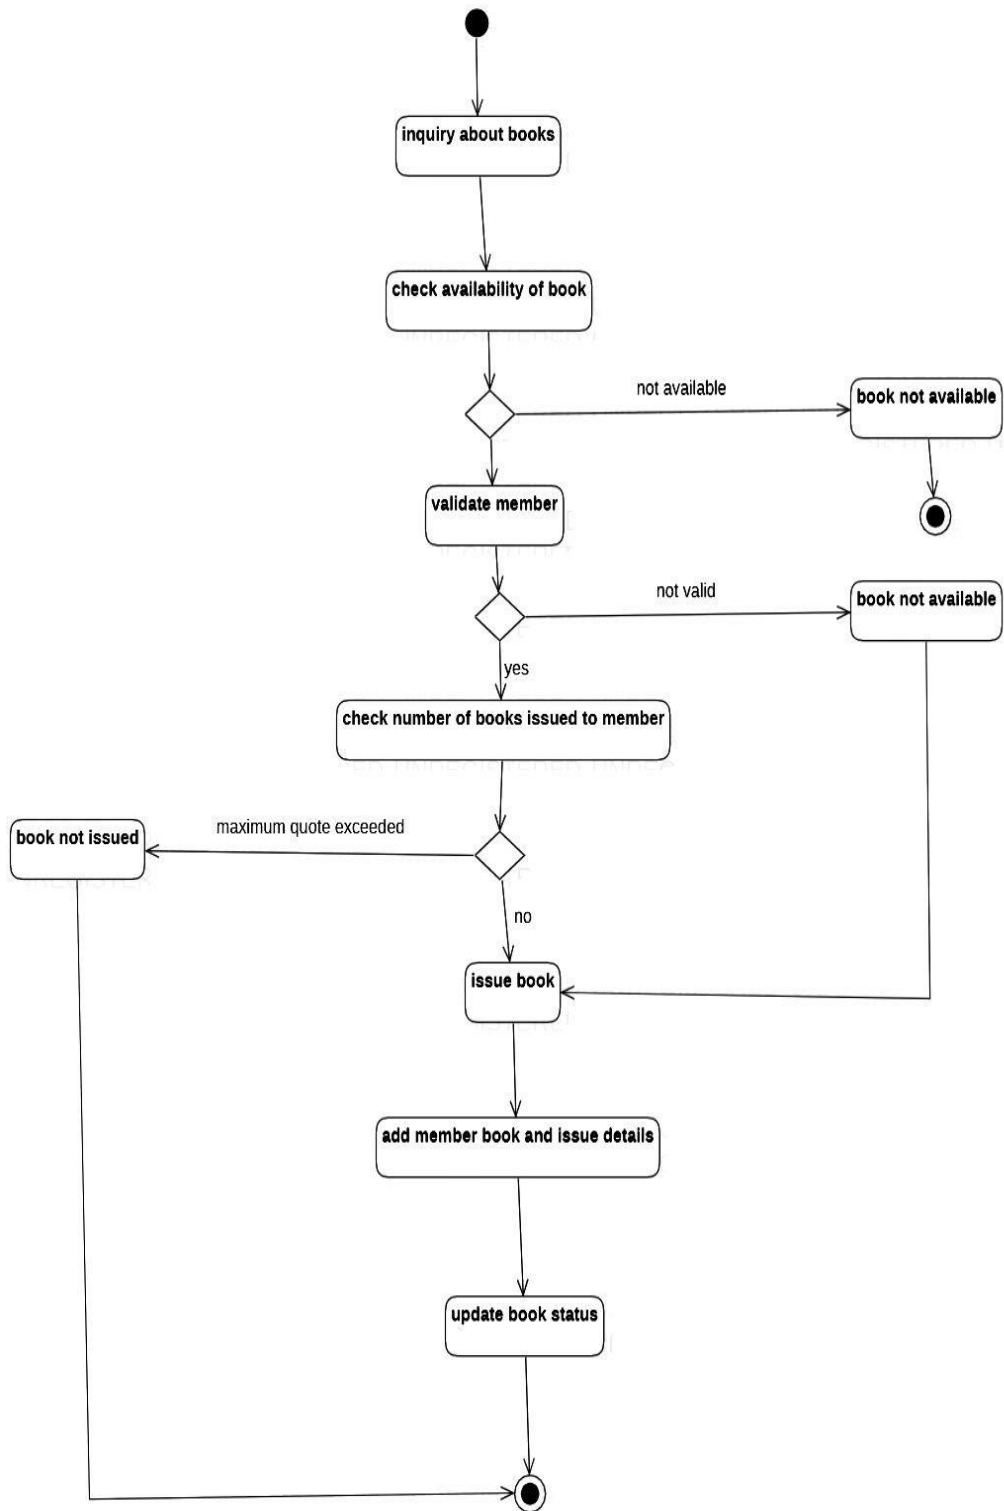 inquiry about books
check availability of book
not available
book not available
validate member
not valid
book not available
yes
check number of books issued to member
maximum quote exceeded
book not issued
no
issue book
add member book and issue details
update book status